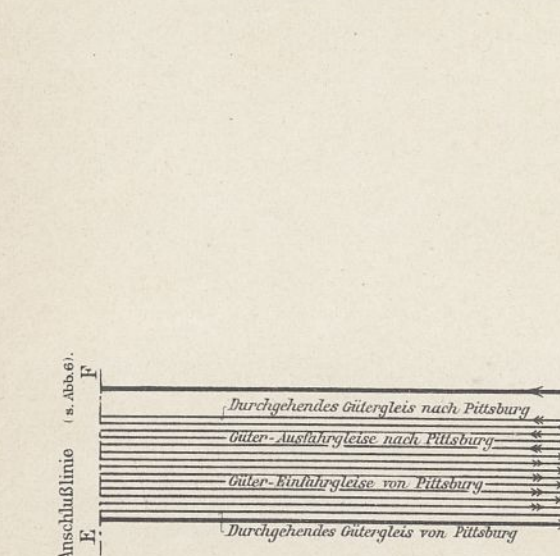 (s. Abb. 6).
F
Durchgehendes Gütergleis nach Pittsburg
Güter-Ausfahrgleise nach Pittsburg
Anschlußlinie
Güter-Einfahrgleise von Pittsburg
E
Durchgehendes Gütergleis von Pittsburg